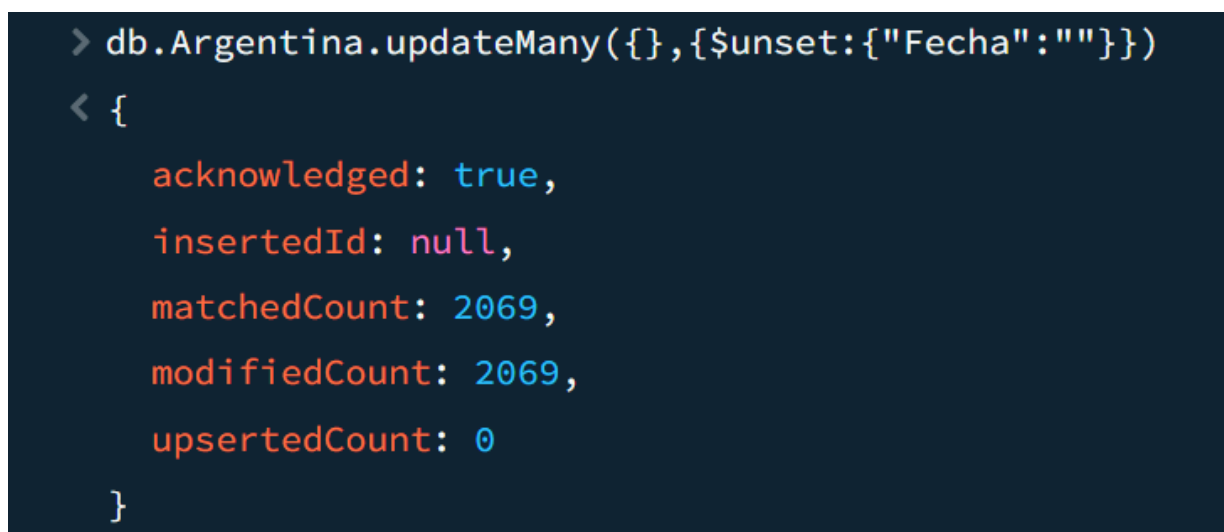 > db.Argentina.updateMany({},{$unset:{"Fecha":""}})
< {
acknowledged: true,
insertedId: null,
matchedCount: 2069,
modifiedCount: 2069,
upsertedCount: 0
}